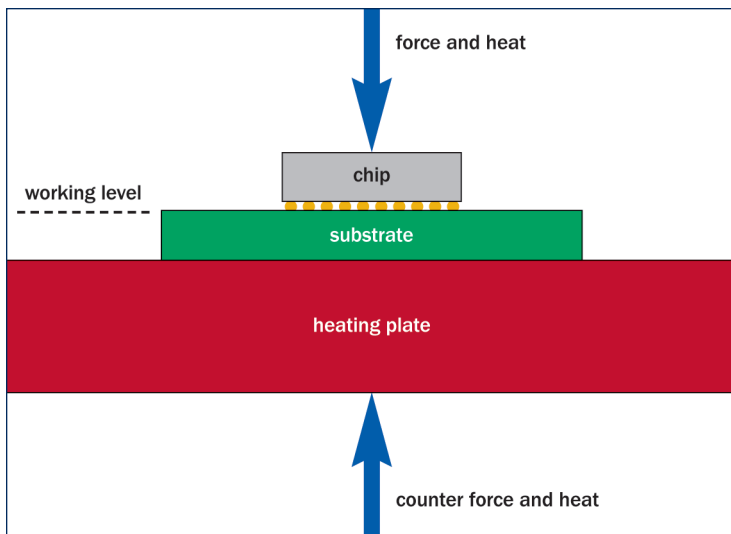 force and heat
chip
working level
substrate
heating plate
counter force and heat